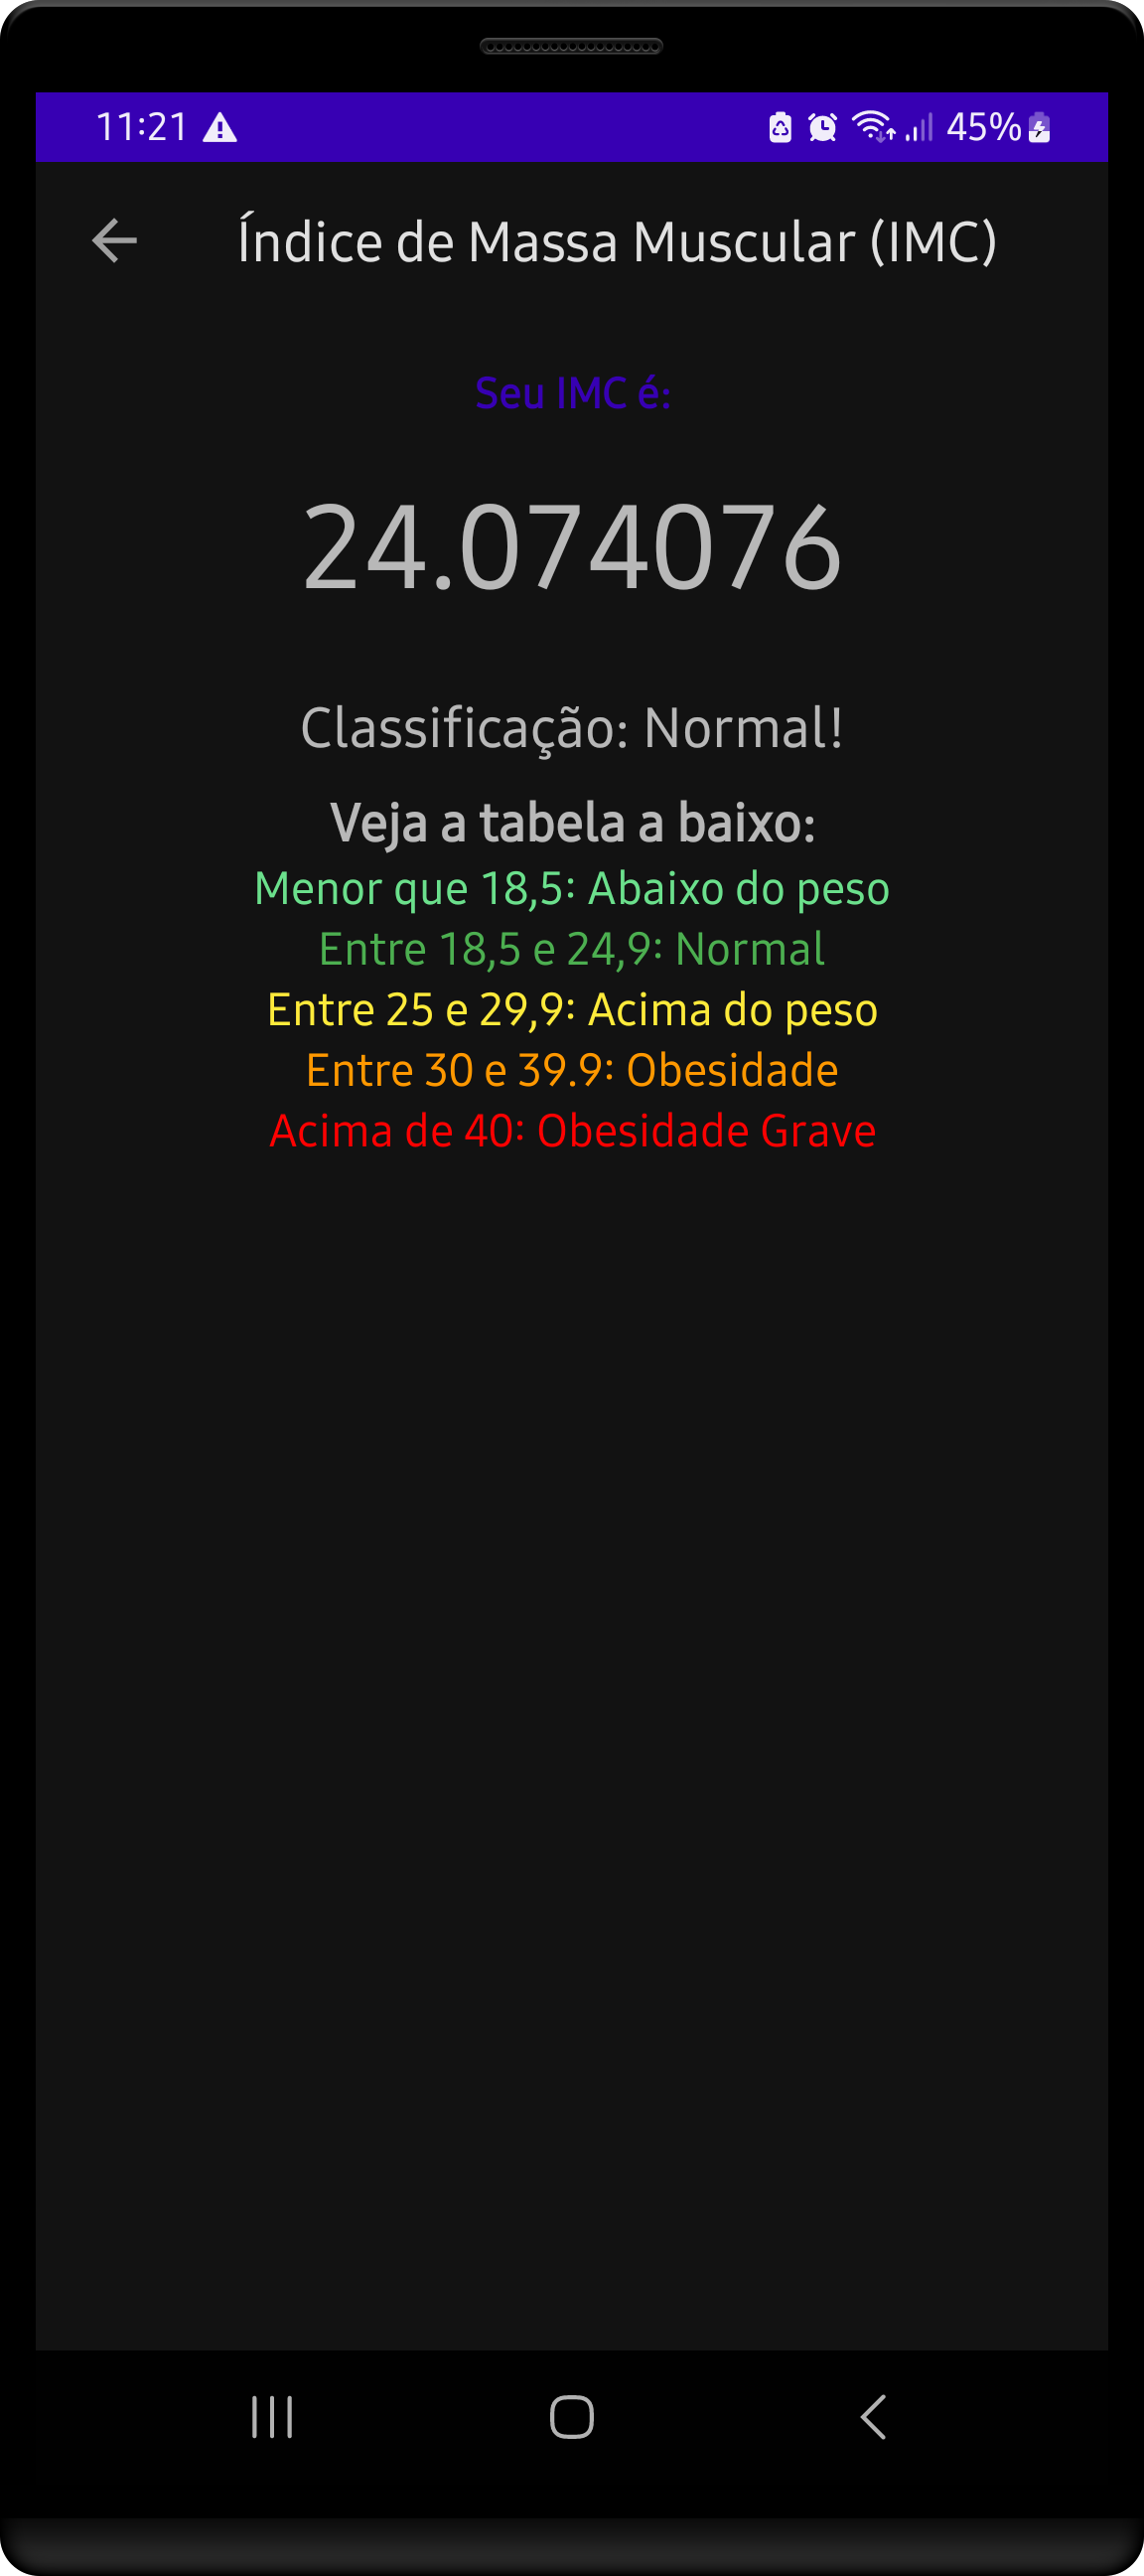 11:21
45%
Índice de Massa Muscular (IMC)
Seu IMC é:
24.074076
Classificação: Normal!
Veja a tabela a baixo:
Menor que 18,5: Abaixo do peso
Entre 18,5 e 24,9: Normal
Entre 25 e 29,9: Acima do peso
Entre 30 e 39.9: Obesidade
Acima de 40: Obesidade Grave